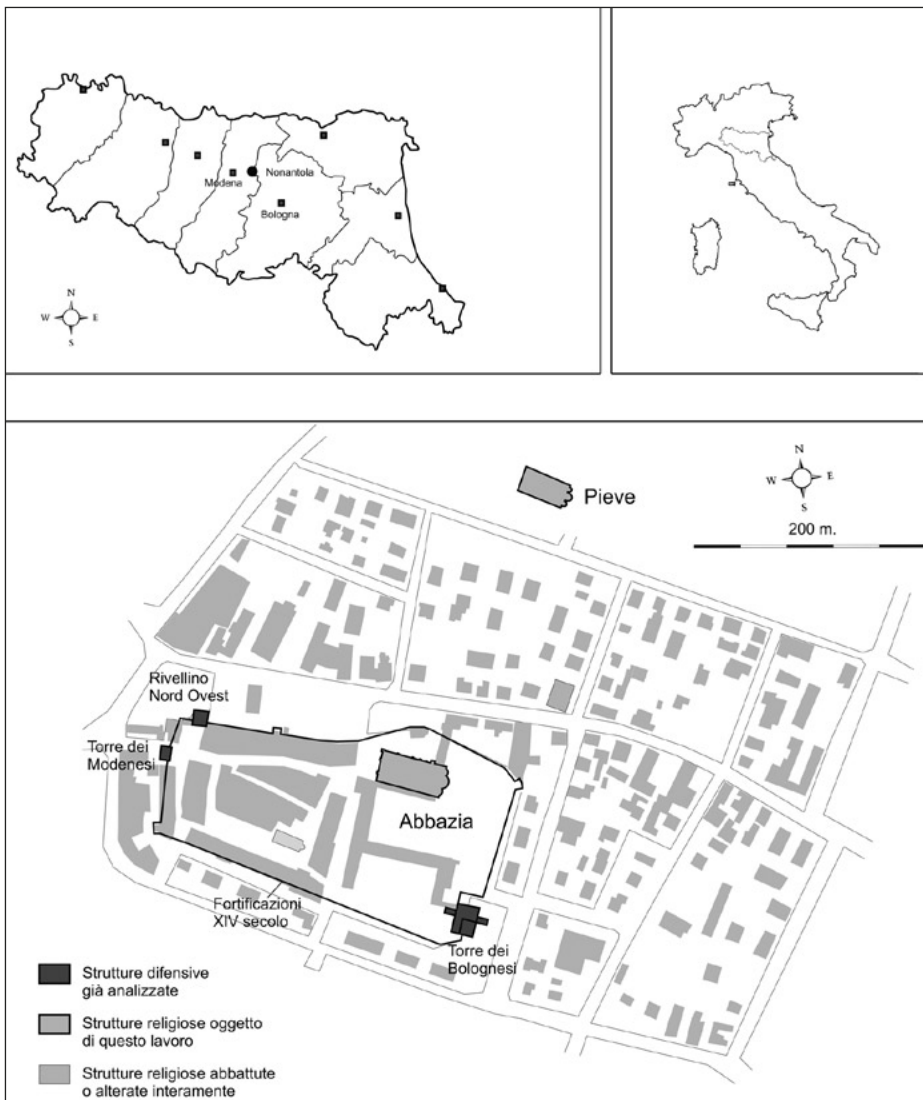 Modena
Nonantola
Bologna
N
W E
S
N
W E
S
Pieve
200 m.
Rivellino
Nord Ovest
Torre dei
Modenesi
Abbazia
Fortificazioni
XIV secolo
Torre dei
Bolognesi
Strutture difensive
già analizzate
Strutture religiose oggetto
di questo lavoro
Strutture religiose abbattute
o alterate interamente